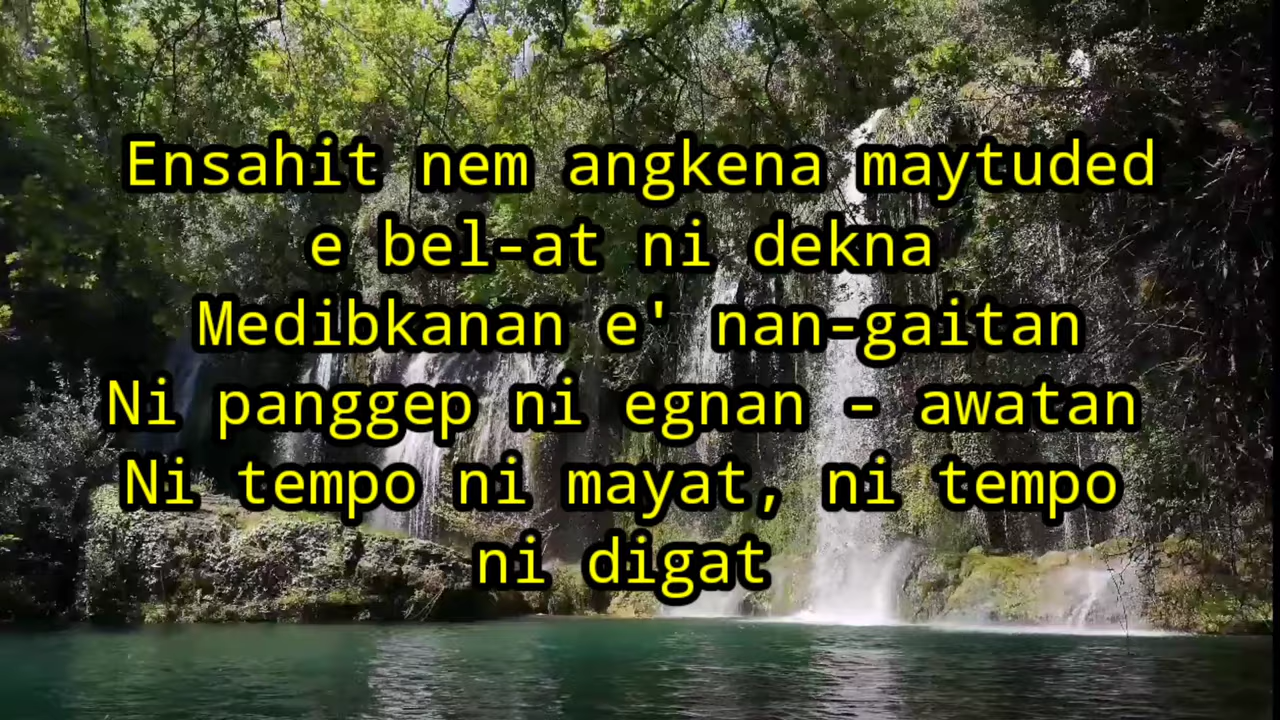 Ensahit nem angkena maytuded
e bel-at ni dekna
Medibkanan e' nan-gaitan
Ni panggep ni egnan - awatan
Ni tempo ni mayat, ni tempo
ni digat